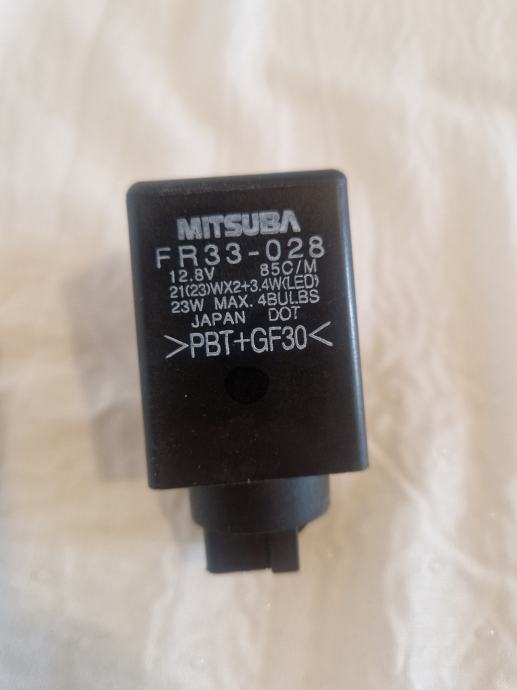 MITSUBA
FR33-028
12.8V 85C/M
21(23)WX2+3.4W(LED)
23W MAX. 4BULBS
JAPAN DOT
>PBT+GF30<